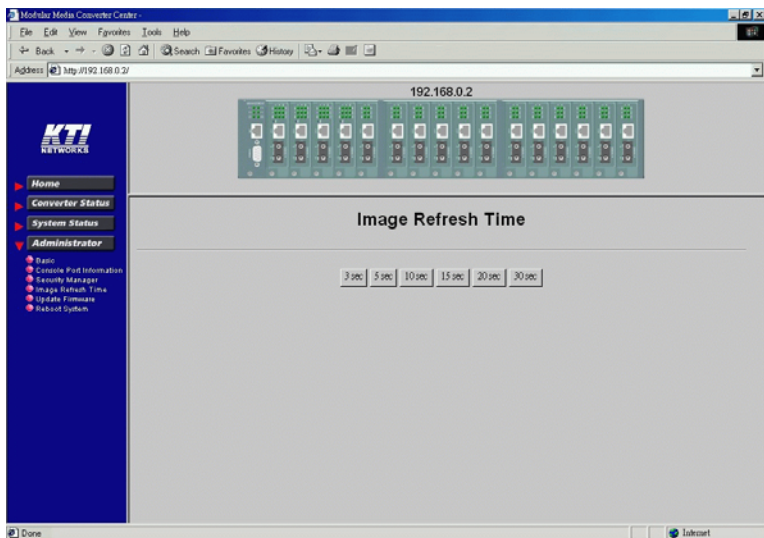 Modular Media Converter Center -
File Edit View Favorites Tools Help
Back Search Favorites History
Address http://192.168.0.2/
192.168.0.2
KTI
NETWORKS
Home
Converter Status
System Status
Administrator
Basic
Console Port Information
Security Manager
Image Refresh Time
Update Firmware
Reboot System
Image Refresh Time
3 sec 5 sec 10 sec 15 sec 20 sec 30 sec
Done Internet